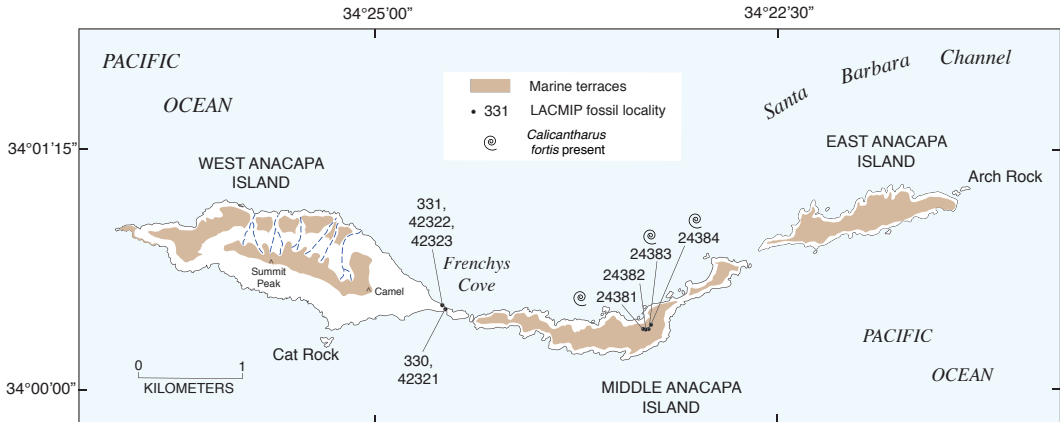 34°25'00"
34°22'30"
PACIFIC
OCEAN
Santa Barbara Channel
Marine terraces
331 LACMIP fossil locality
Calicantharus
fortis present
34°01'15"
WEST ANACAPA
ISLAND
EAST ANACAPA
ISLAND
Arch Rock
331,
42322,
42323
Frenchys
Cove
24384
24383
24382
24381
Summit
Peak
Camel
Cat Rock
330,
42321
0 1
KILOMETERS
PACIFIC
OCEAN
34°00'00"
MIDDLE ANACAPA
ISLAND